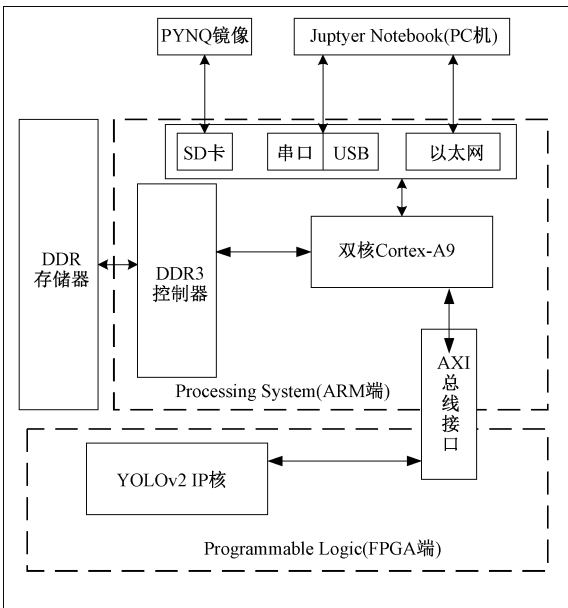 PYNQ镜像
Juptyer Notebook(PC机)
SD卡
串口
USB
以太网
DDR
存储器
DDR3
控制器
双核Cortex-A9
AXI
总
线
接
口
Processing System(ARM端)
YOLOv2 IP核
Programmable Logic(FPGA端)